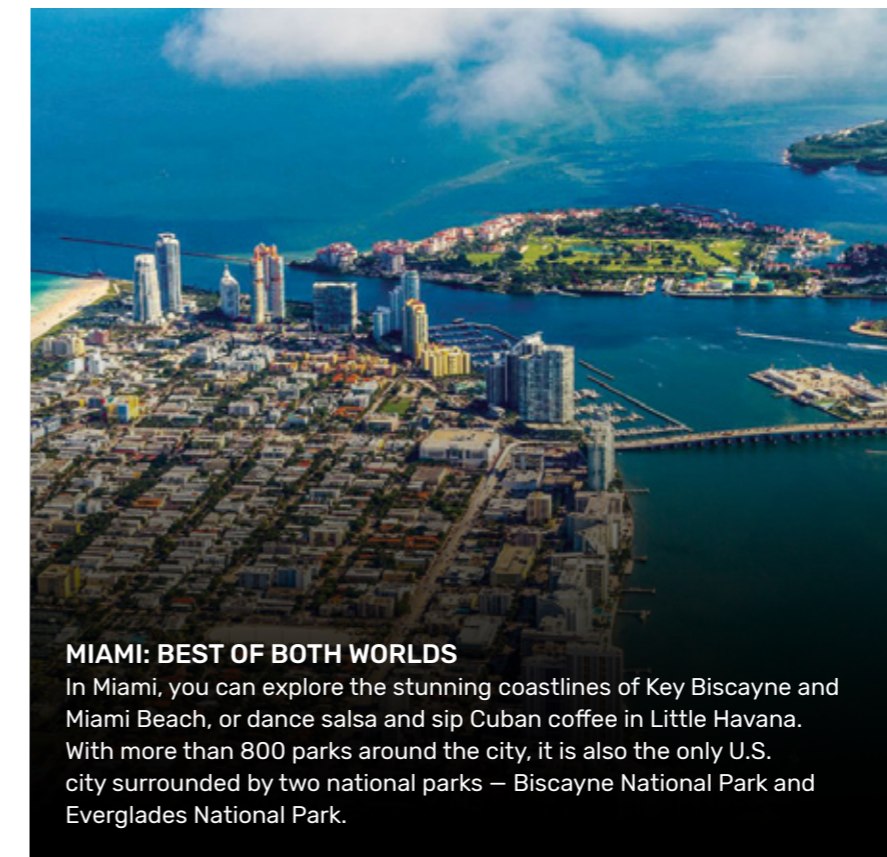 MIAMI: BEST OF BOTH WORLDS
In Miami, you can explore the stunning coastlines of Key Biscayne and
Miami Beach, or dance salsa and sip Cuban coffee in Little Havana.
With more than 800 parks around the city, it is also the only U.S.
city surrounded by two national parks — Biscayne National Park and
Everglades National Park.